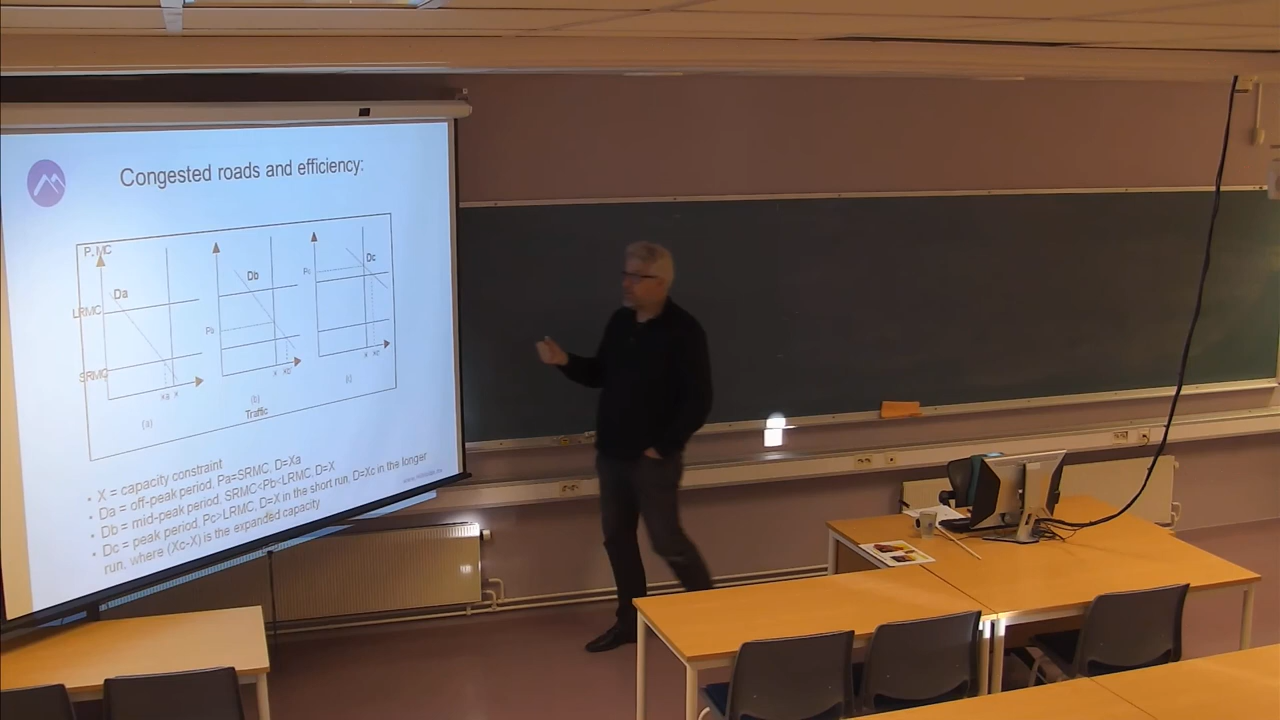 Congested roads and efficiency:
P. MC
Da
Db
Dc
LRMC
Pb
SRMC
xa x
x
x xc
(a)
(b)
Traffic
• X = capacity constraint
• Da = off-peak period, Pa=SRMC, D=Xa
• Db = mid-peak period. SRMC<Pb<LRMC, D=X
• Dc = peak period. Pc>LRMC, D=X in the short run, D=Xc in the longer
run, where (Xc-X) is the expanded capacity